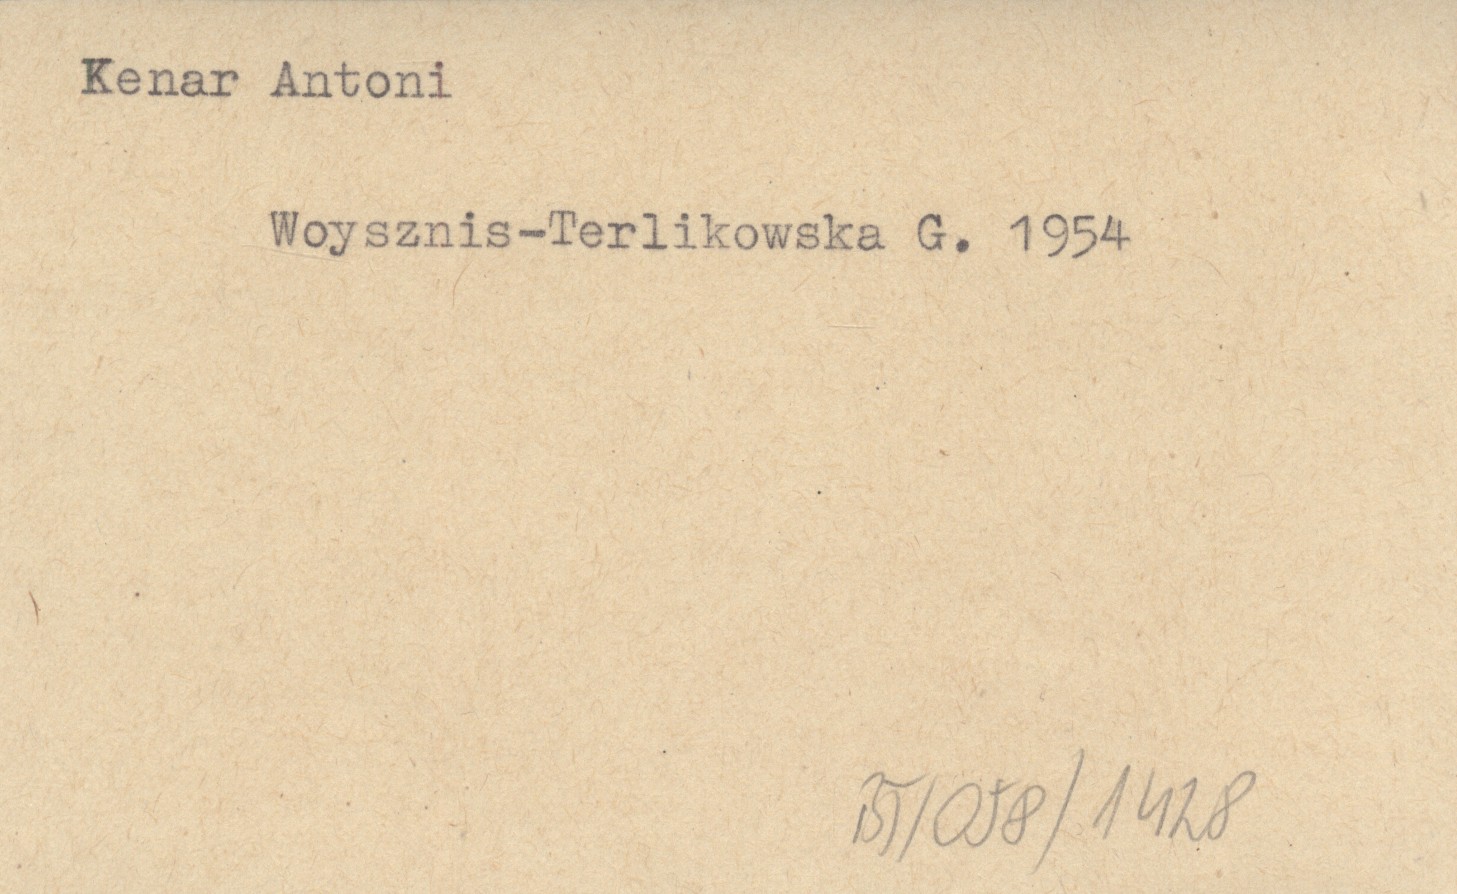 Kenar Antoni
Woysznis-Terlikowska G. 1954
BT/058/1428